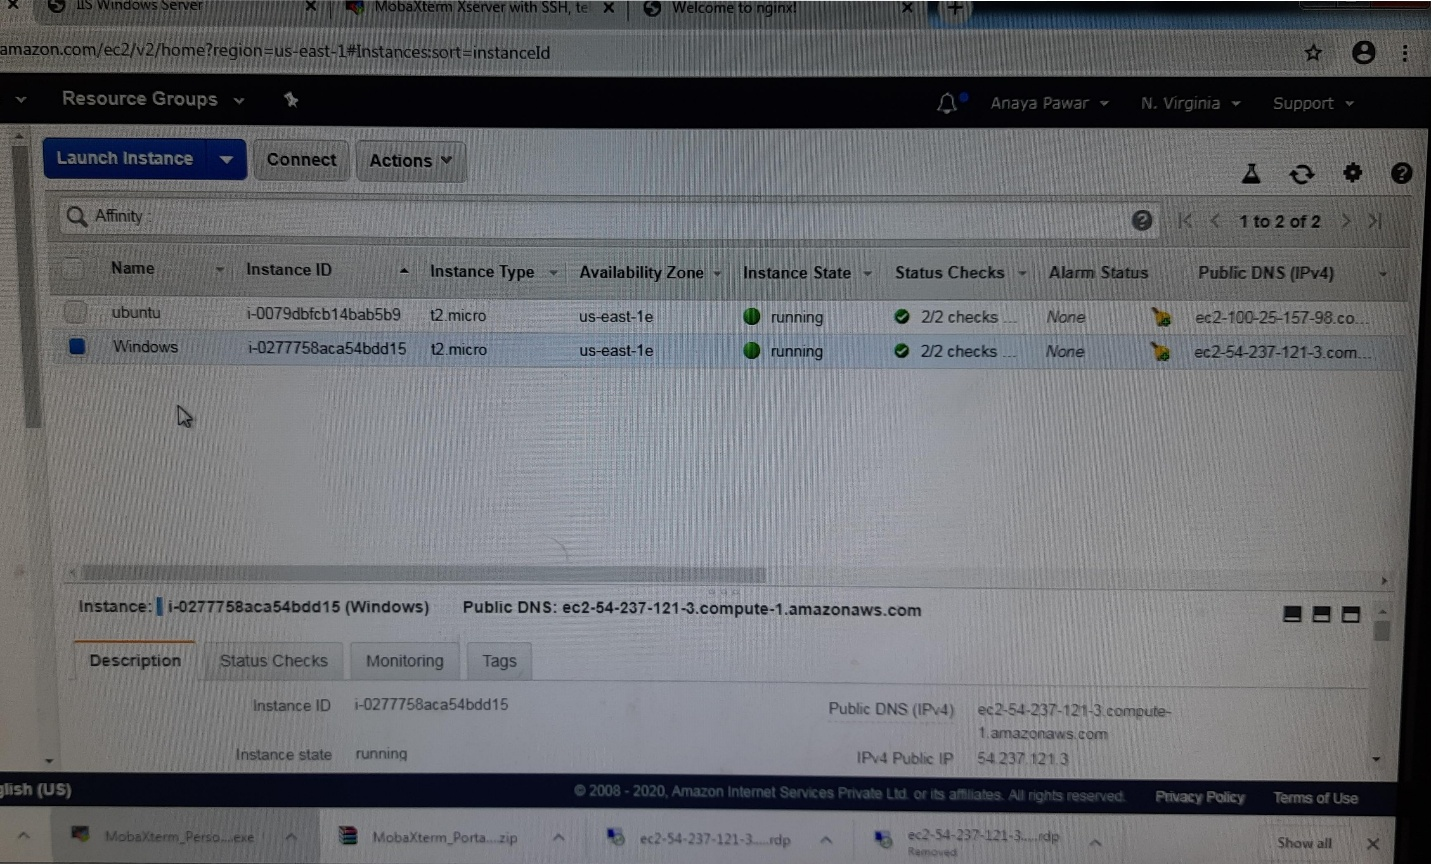 IIS Windows Server
MobaXterm Xserver with SSH, te
Welcome to nginx!
amazon.com/ec2/v2/home?region=us-east-1#Instances:sort=instanceId
Resource Groups
Anaya Pawar
N. Virginia
Support
Launch Instance
Connect
Actions
Affinity :
1 to 2 of 2
Name Instance ID Instance Type Availability Zone Instance State Status Checks Alarm Status Public DNS (IPv4)
ubuntu i-0079dbfcb14bab5b9 t2.micro us-east-1e running 2/2 checks ... None ec2-100-25-157-98.co...
Windows i-0277758aca54bdd15 t2.micro us-east-1e running 2/2 checks ... None ec2-54-237-121-3.com...
Instance: i-0277758aca54bdd15 (Windows) Public DNS: ec2-54-237-121-3.compute-1.amazonaws.com
Description Status Checks Monitoring Tags
Instance ID i-0277758aca54bdd15
Public DNS (IPv4) ec2-54-237-121-3.compute-
1.amazonaws.com
Instance state running
IPv4 Public IP 54.237.121.3
glish (US)
© 2008 - 2020, Amazon Internet Services Private Ltd. or its affiliates. All rights reserved. Privacy Policy Terms of Use
MobaXterm_Perso....exe
MobaXterm_Porta....zip
ec2-54-237-121-3.....rdp
ec2-54-237-121-3.....rdp
Removed
Show all